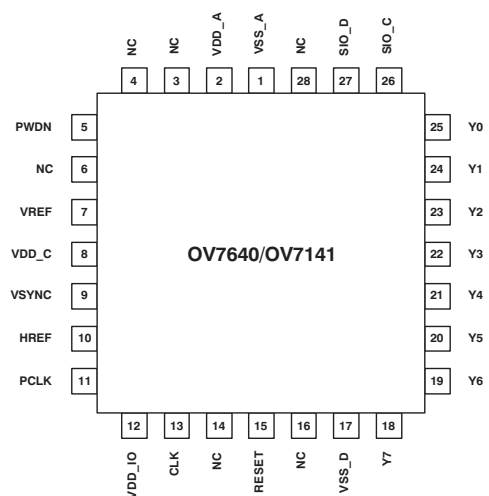 NC
NC
VDD_A
VSS_A
NC
SIO_D
SIO_C
4
3
2
1
28
27
26
PWDN 5
25 Y0
NC 6
24 Y1
VREF 7
23 Y2
VDD_C 8
OV7640/OV7141
22 Y3
VSYNC 9
21 Y4
HREF 10
20 Y5
PCLK 11
19 Y6
12
13
14
15
16
17
18
VDD_IO
CLK
NC
RESET
NC
VSS_D
Y7